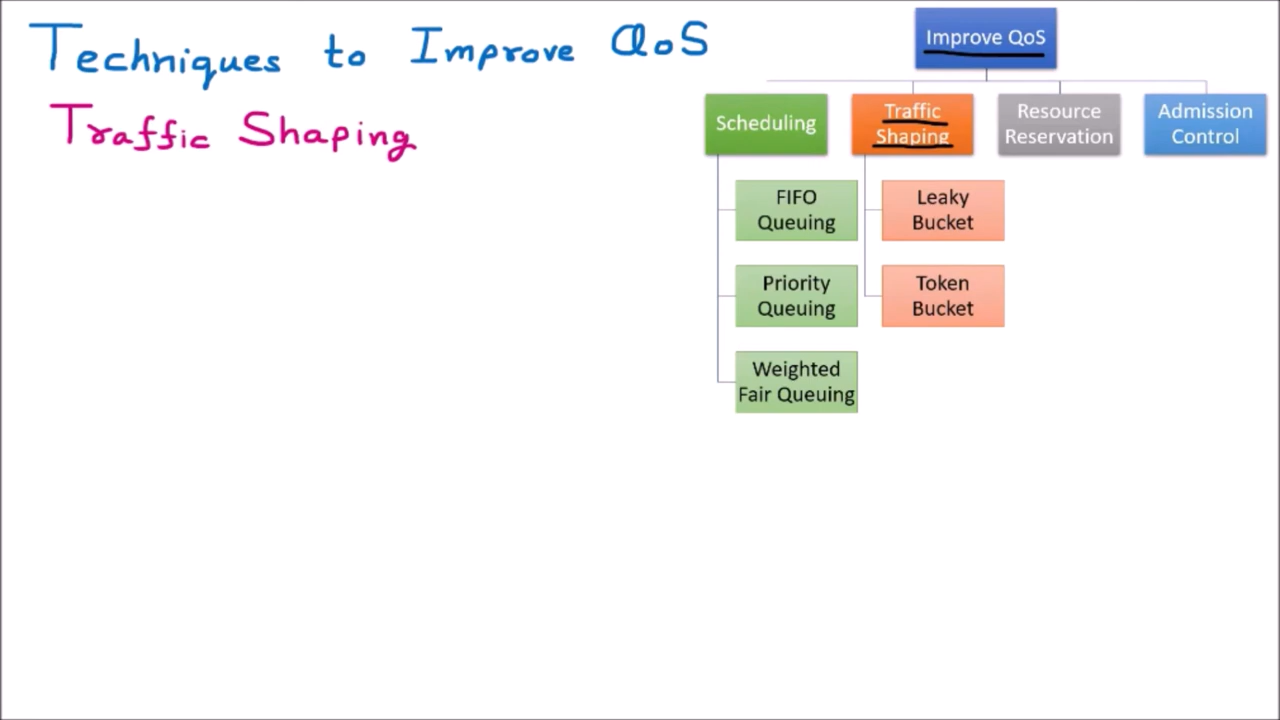 Techniques to Improve QoS
Traffic Shaping
Improve QoS
Scheduling
Traffic
Shaping
Resource
Reservation
Admission
Control
FIFO
Queuing
Priority
Queuing
Weighted
Fair Queuing
Leaky
Bucket
Token
Bucket